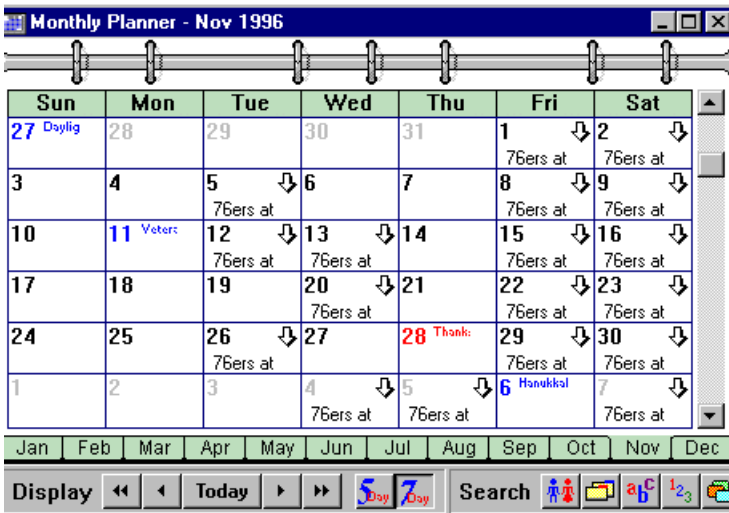 Monthly Planner - Nov 1996
Sun Mon Tue Wed Thu Fri Sat
27 Daylig 28 29 30 31 1 2
76ers at 76ers at
3 4 5 6 7 8 9
76ers at 76ers at 76ers at
10 11 Veter: 12 13 14 15 16
76ers at 76ers at 76ers at 76ers at
17 18 19 20 21 22 23
76ers at 76ers at 76ers at
24 25 26 27 28 Thank: 29 30
76ers at 76ers at 76ers at
1 2 3 4 5 6 Hanukkal 7
76ers at 76ers at 76ers at
Jan Feb Mar Apr May Jun Jul Aug Sep Oct Nov Dec
Display Today 5 Day 7 Day Search abc 123